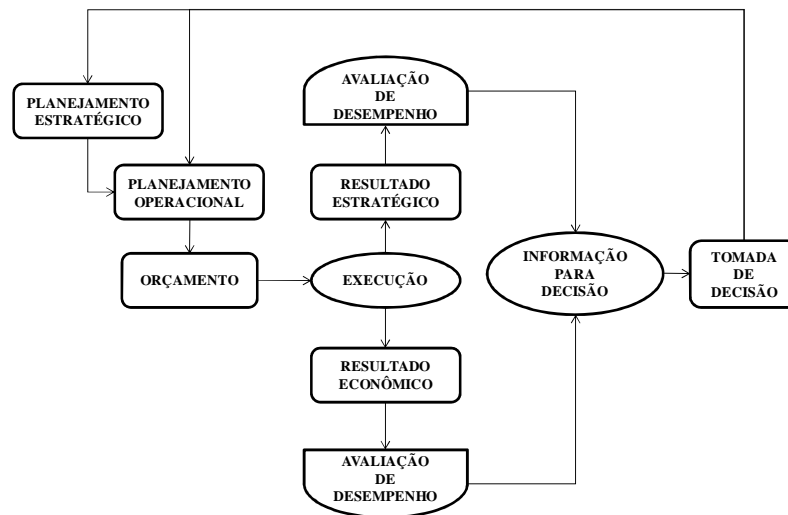 PLANEJAMENTO
ESTRATÉGICO
PLANEJAMENTO
OPERACIONAL
ORÇAMENTO
AVALIAÇÃO
DE
DESEMPENHO
RESULTADO
ESTRATÉGICO
EXECUÇÃO
RESULTADO
ECONÔMICO
AVALIAÇÃO
DE
DESEMPENHO
INFORMAÇÃO
PARA
DECISÃO
TOMADA
DE
DECISÃO